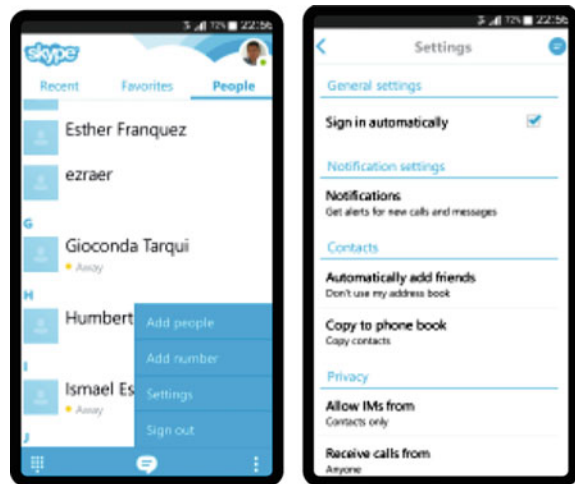 72% 22:56
skype
Recent Favorites People
Esther Franquez
ezraer
G
Gioconda Tarqui
Away
H
Humbert
I
Ismael Es
Away
J
Add people
Add number
Settings
Sign out
72% 22:56
Settings
General settings
Sign in automatically
Notification settings
Notifications
Get alerts for new calls and messages
Contacts
Automatically add friends
Don't use my address book
Copy to phone book
Copy contacts
Privacy
Allow IMs from
Contacts only
Receive calls from
Anyone